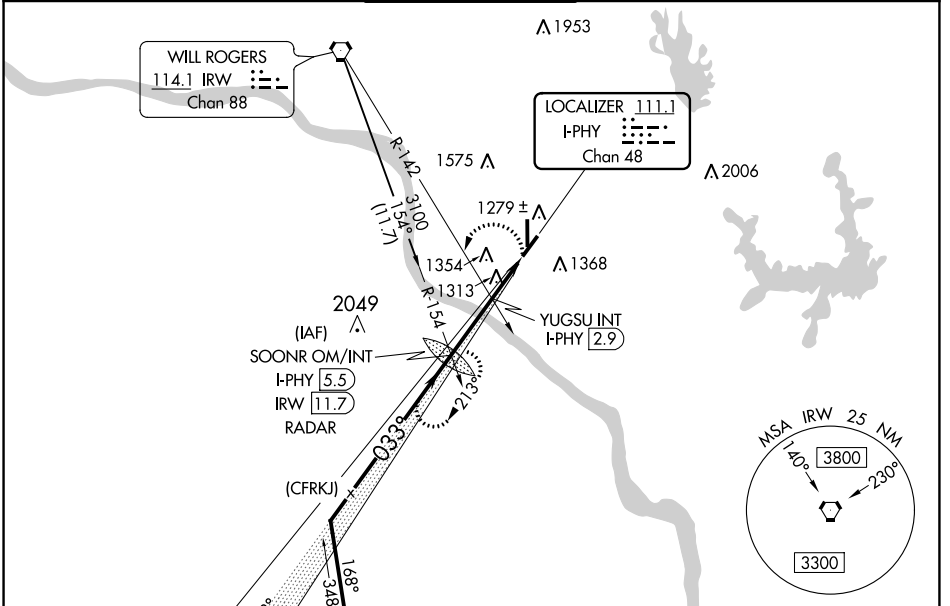 1953
WILL ROGERS
114.1 IRW
Chan 88
LOCALIZER 111.1
I-PHY
Chan 48
R-142
3100
154°
(11.7)
1575
2006
1279 ±
1354
1313
1368
R-154
2049
(IAF)
SOONR OM/INT
I-PHY 5.5
IRW 11.7
RADAR
YUGSU INT
I-PHY 2.9
213°
033°
(CFRKJ)
168°
348
MSA IRW 25 NM
140°
3800
230°
3300